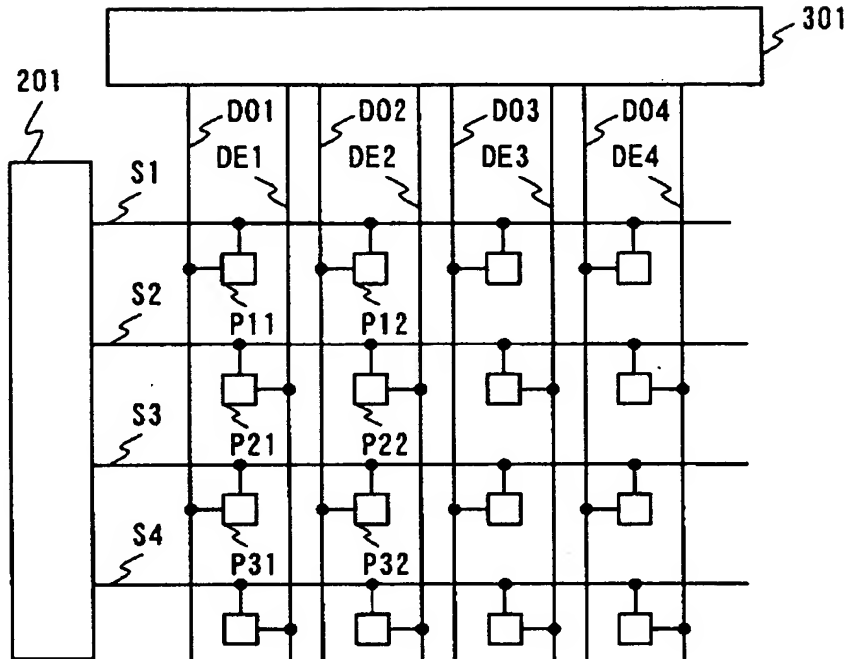 301
201
D01 D02 D03 D04
DE1 DE2 DE3 DE4
S1
P11 P12
S2
P21 P22
S3
P31 P32
S4